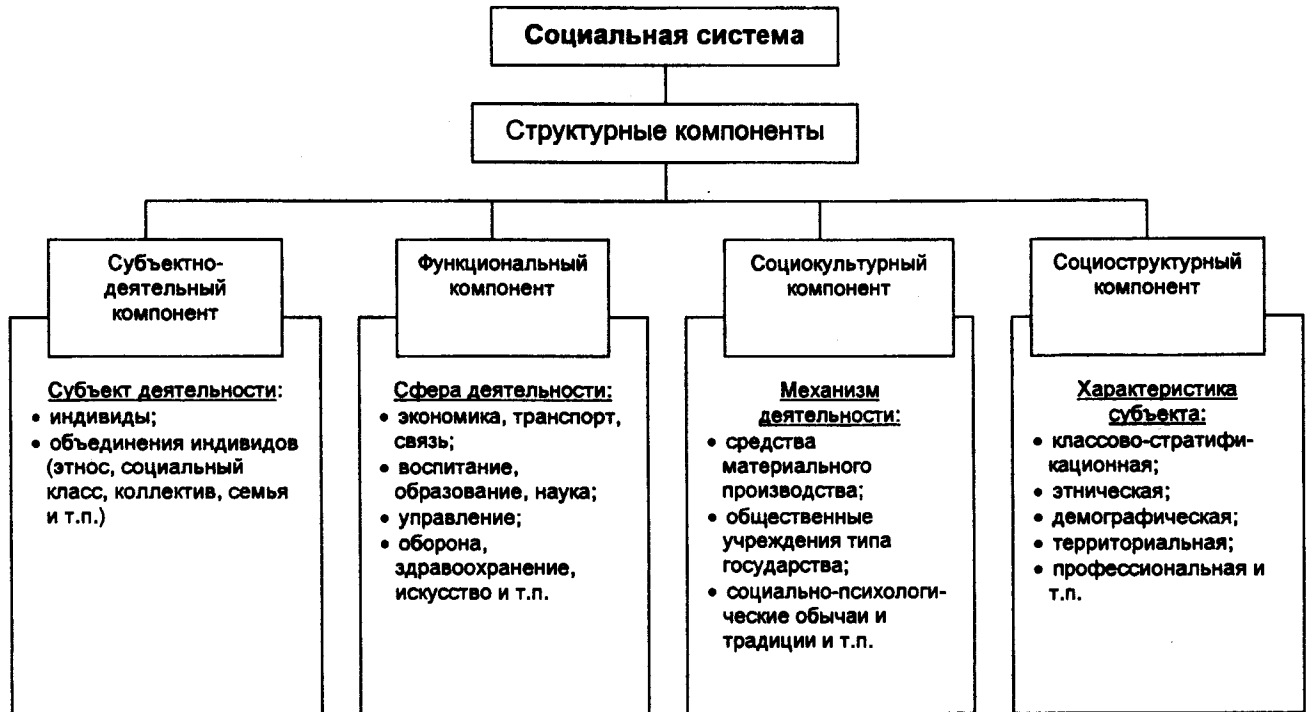 Социальная система
Структурные компоненты
Субъектно-
деятельный
компонент
Субъект деятельности:
• индивиды;
• объединения индивидов
(этнос, социальный
класс, коллектив, семья
и т.п.)
Функциональный
компонент
Сфера деятельности:
• экономика, транспорт,
связь;
• воспитание,
образование, наука;
• управление;
• оборона,
здравоохранение,
искусство и т.п.
Социокультурный
компонент
Механизм
деятельности:
• средства
материального
производства;
• общественные
учреждения типа
государства;
• социально-психологи-
ческие обычаи и
традиции и т.п.
Социоструктурный
компонент
Характеристика
субъекта:
• классово-стратифи-
кационная;
• этническая;
• демографическая;
• территориальная;
• профессиональная и
т.п.